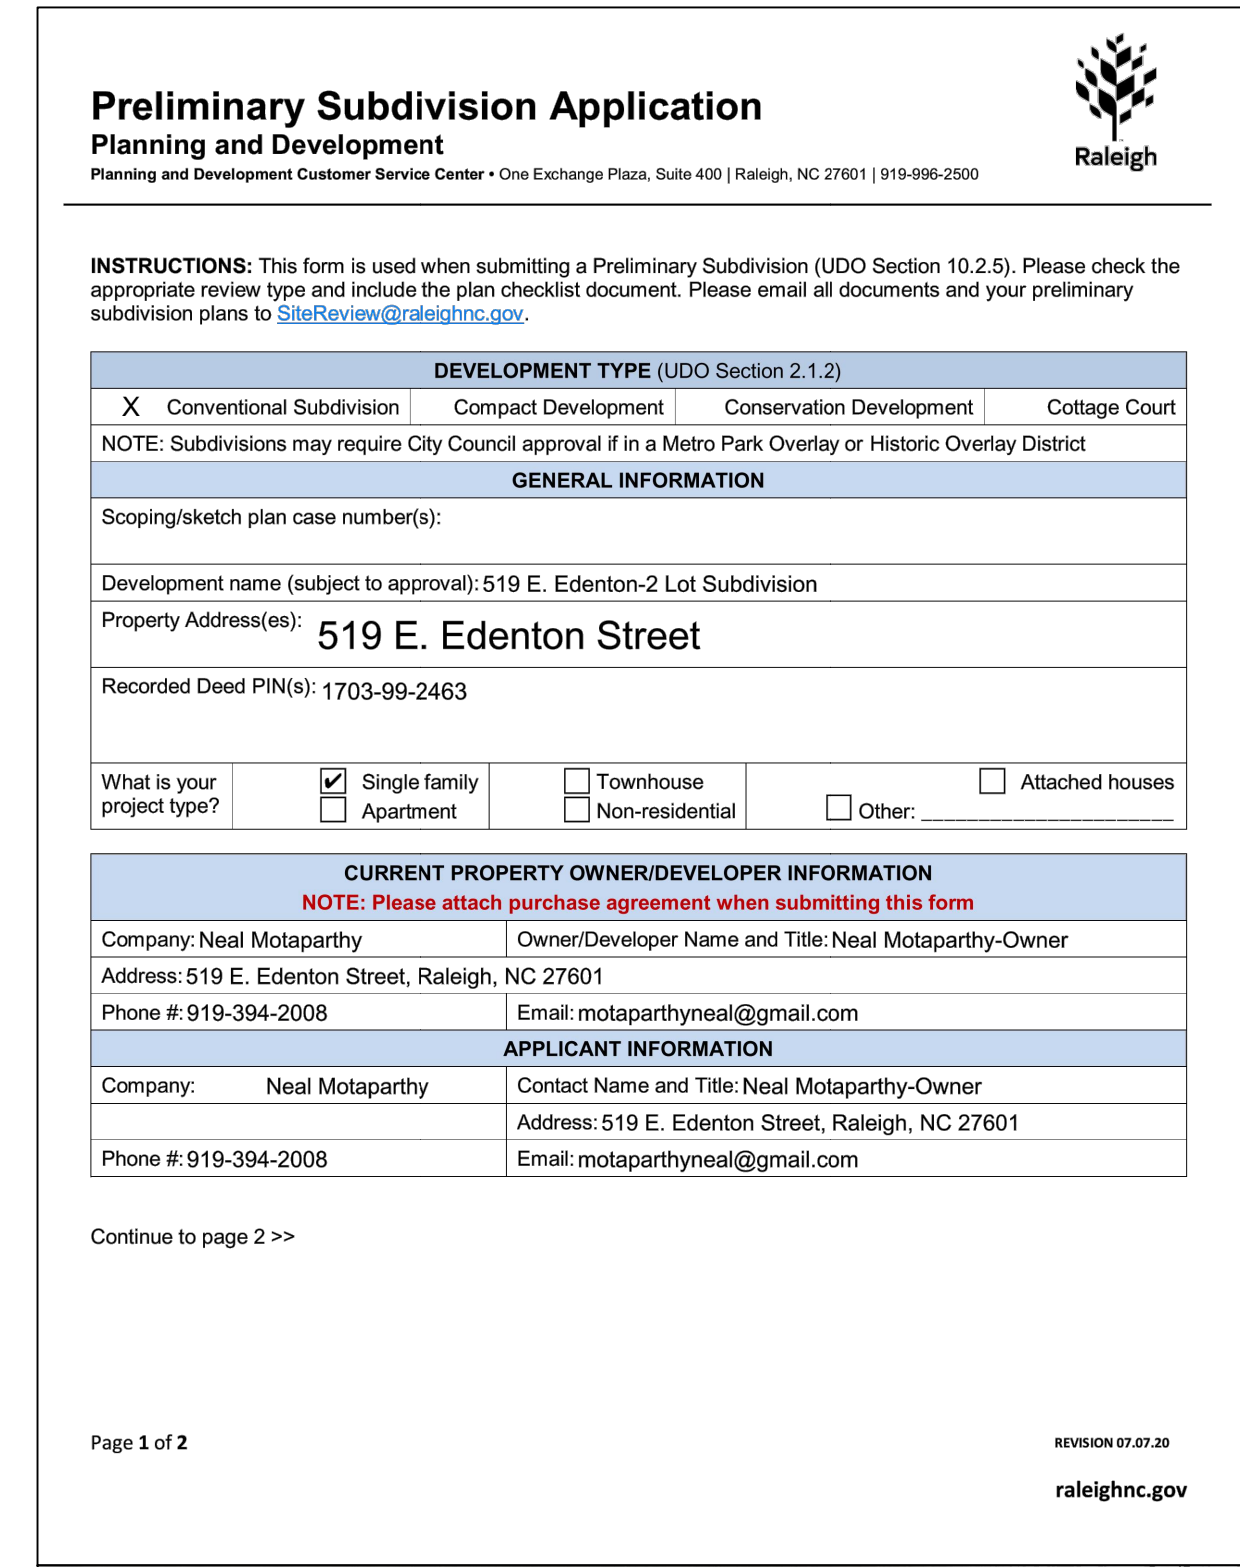 Raleigh
Preliminary Subdivision Application
Planning and Development
Planning and Development Customer Service Center • One Exchange Plaza, Suite 400 | Raleigh, NC 27601 | 919-996-2500
INSTRUCTIONS: This form is used when submitting a Preliminary Subdivision (UDO Section 10.2.5). Please check the
appropriate review type and include the plan checklist document. Please email all documents and your preliminary
subdivision plans to SiteReview@raleighnc.gov.
DEVELOPMENT TYPE (UDO Section 2.1.2)
X Conventional Subdivision Compact Development Conservation Development Cottage Court
NOTE: Subdivisions may require City Council approval if in a Metro Park Overlay or Historic Overlay District
GENERAL INFORMATION
Scoping/sketch plan case number(s):
Development name (subject to approval): 519 E. Edenton-2 Lot Subdivision
Property Address(es): 519 E. Edenton Street
Recorded Deed PIN(s): 1703-99-2463
What is your ✔ Single family Townhouse Attached houses
project type? Apartment Non-residential Other: ______________________
CURRENT PROPERTY OWNER/DEVELOPER INFORMATION
NOTE: Please attach purchase agreement when submitting this form
Company: Neal Motaparthy Owner/Developer Name and Title: Neal Motaparthy-Owner
Address: 519 E. Edenton Street, Raleigh, NC 27601
Phone #: 919-394-2008 Email: motaparthyneal@gmail.com
APPLICANT INFORMATION
Company: Neal Motaparthy Contact Name and Title: Neal Motaparthy-Owner
Address: 519 E. Edenton Street, Raleigh, NC 27601
Phone #: 919-394-2008 Email: motaparthyneal@gmail.com
Continue to page 2 >>
Page 1 of 2 REVISION 07.07.20
raleighnc.gov